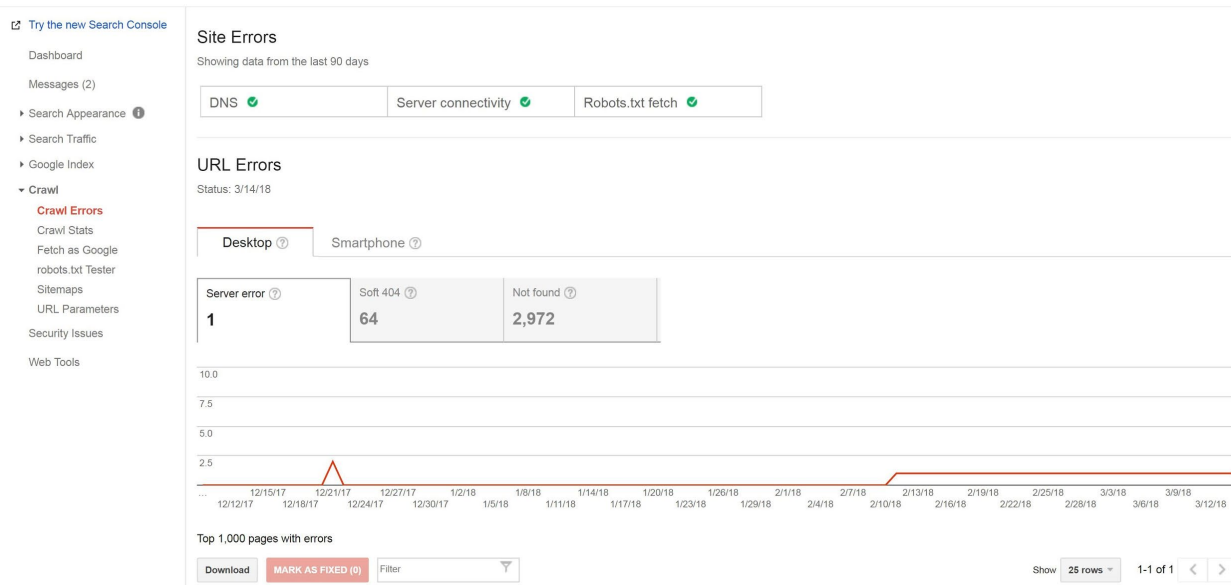 Try the new Search Console
Dashboard
Messages (2)
Search Appearance
Search Traffic
Google Index
Crawl
Crawl Errors
Crawl Stats
Fetch as Google
robots.txt Tester
Sitemaps
URL Parameters
Security Issues
Web Tools
Site Errors
Showing data from the last 90 days
DNS Server connectivity Robots.txt fetch
URL Errors
Status: 3/14/18
Desktop ? Smartphone ?
Server error ? Soft 404 ? Not found ?
1 64 2,972
10.0
7.5
5.0
2.5
... 12/15/17 12/21/17 12/27/17 1/2/18 1/8/18 1/14/18 1/20/18 1/26/18 2/1/18 2/7/18 2/13/18 2/19/18 2/25/18 3/3/18 3/9/18
12/12/17 12/18/17 12/24/17 12/30/17 1/5/18 1/11/18 1/17/18 1/23/18 1/29/18 2/4/18 2/10/18 2/16/18 2/22/18 2/28/18 3/6/18 3/12/18
Top 1,000 pages with errors
Download MARK AS FIXED (0) Filter Show 25 rows 1-1 of 1